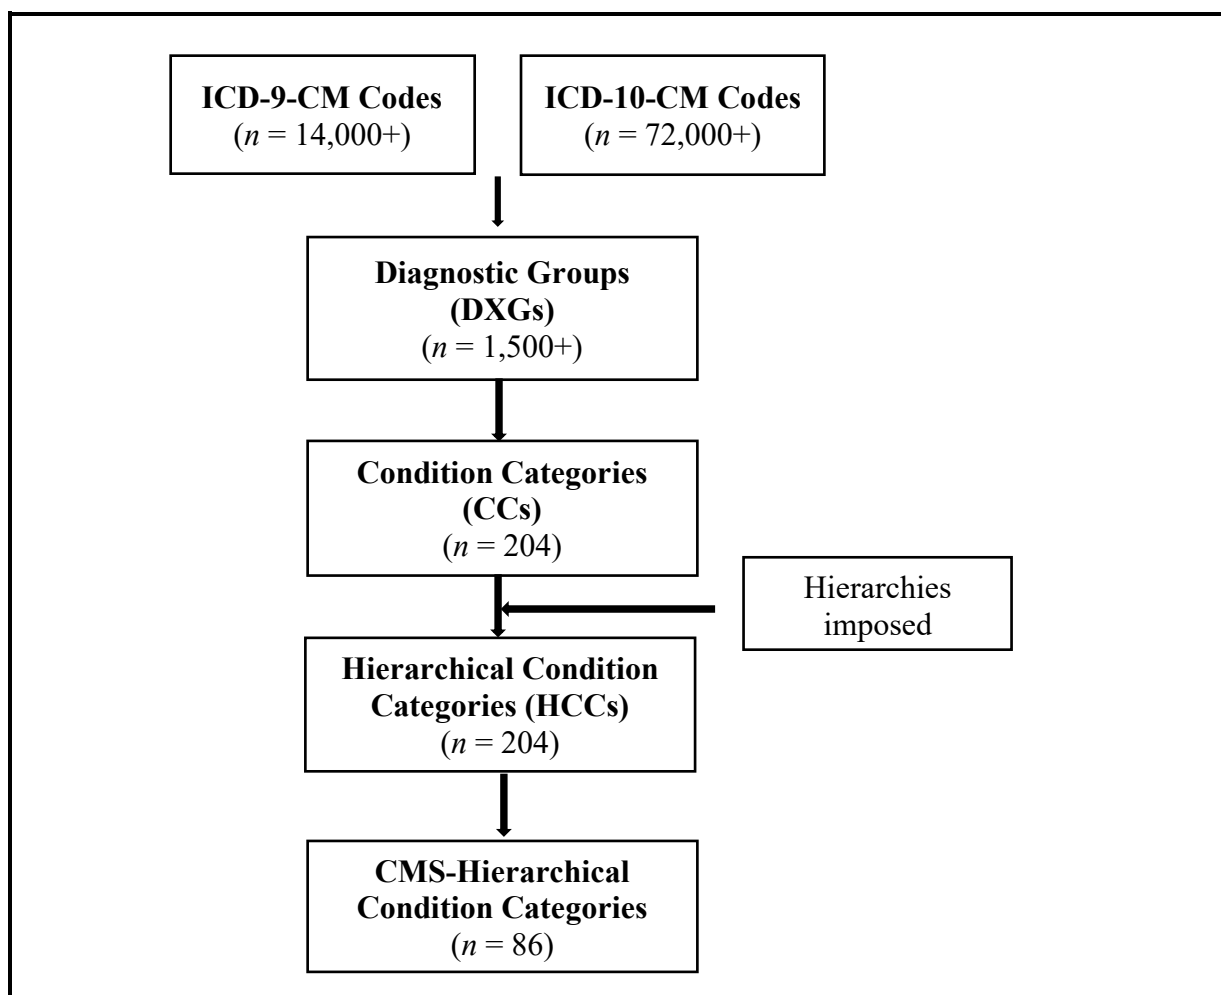 ICD-9-CM Codes
(n = 14,000+)
ICD-10-CM Codes
(n = 72,000+)
Diagnostic Groups
(DXGs)
(n = 1,500+)
Condition Categories
(CCs)
(n = 204)
Hierarchies
imposed
Hierarchical Condition
Categories (HCCs)
(n = 204)
CMS-Hierarchical
Condition Categories
(n = 86)